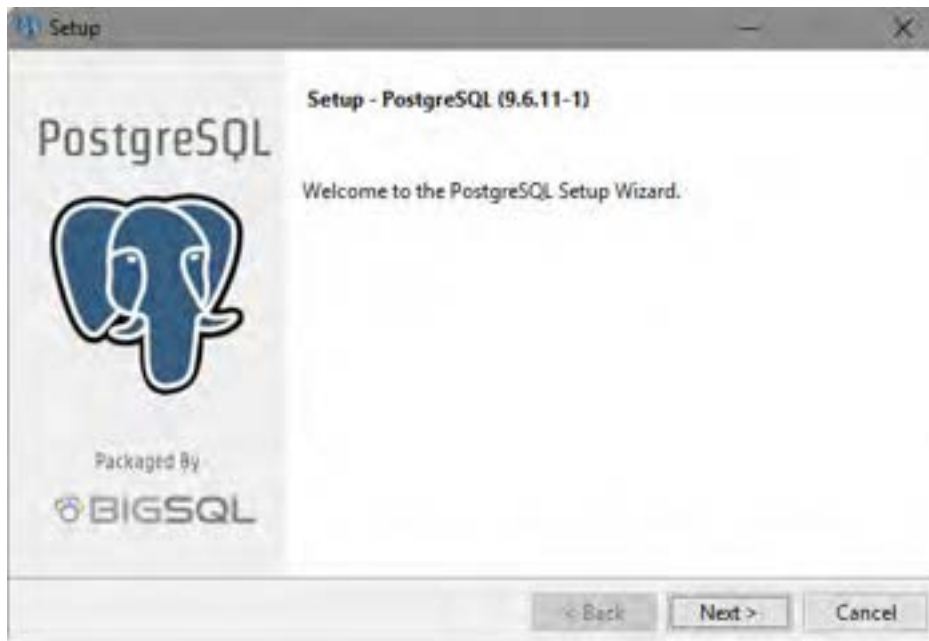 Setup
PostgreSQL
Packaged By
BIGSQL
Setup - PostgreSQL (9.6.11-1)
Welcome to the PostgreSQL Setup Wizard.
< Back
Next >
Cancel